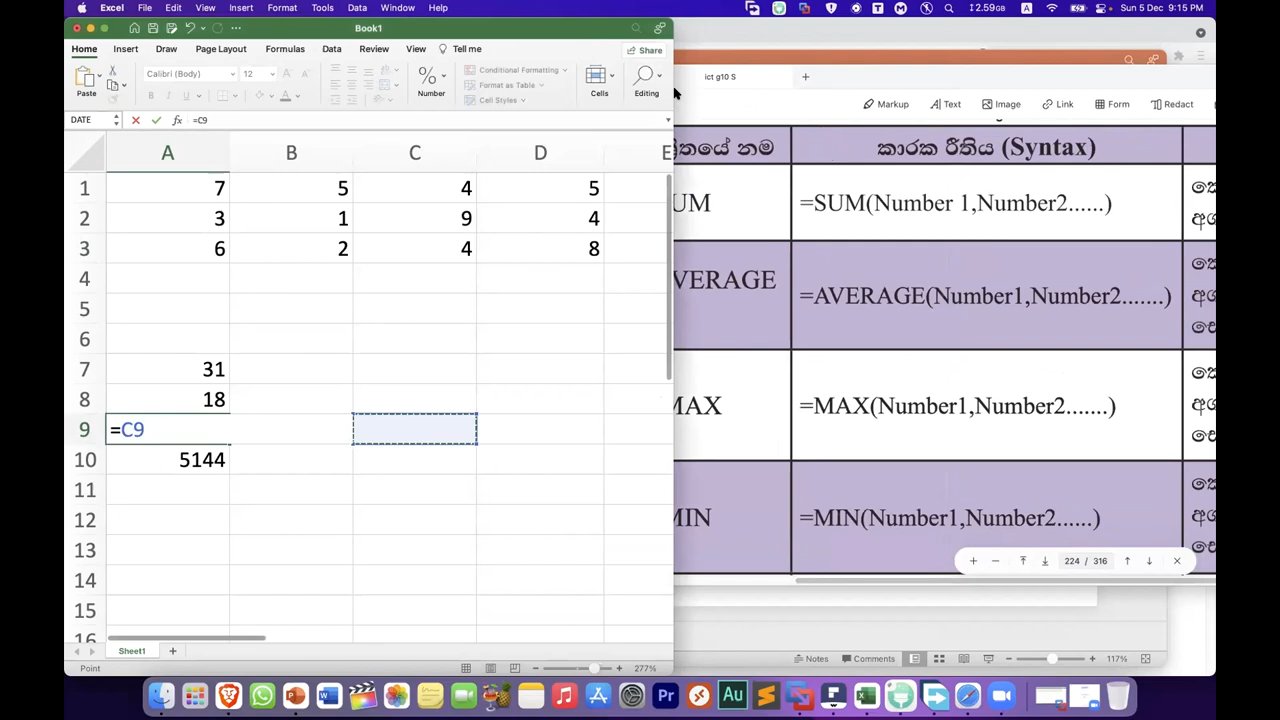 Excel File Edit View Insert Format Tools Data Window Help 2.59GB A Sun 5 Dec 9:15 PM
Book1
Home Insert Draw Page Layout Formulas Data Review View Tell me Share
Paste Calibri (Body) 12 Number Conditional Formatting Format as Table Cell Styles Cells Editing
DATE =C9
A B C D E
1 7 5 4 5
2 3 1 9 4
3 6 2 4 8
4
5
6
7 31
8 18
9 =C9
10 5144
11
12
13
14
15
16
Sheet1
Point 277%
ict g10 S
Markup Text Image Link Form Redact
නම කාරක රීතිය (Syntax)
UM =SUM(Number 1,Number2......)
VERAGE =AVERAGE(Number1,Number2.......)
MAX =MAX(Number1,Number2.......)
MIN =MIN(Number1,Number2......)
224 / 316
Notes Comments 117%